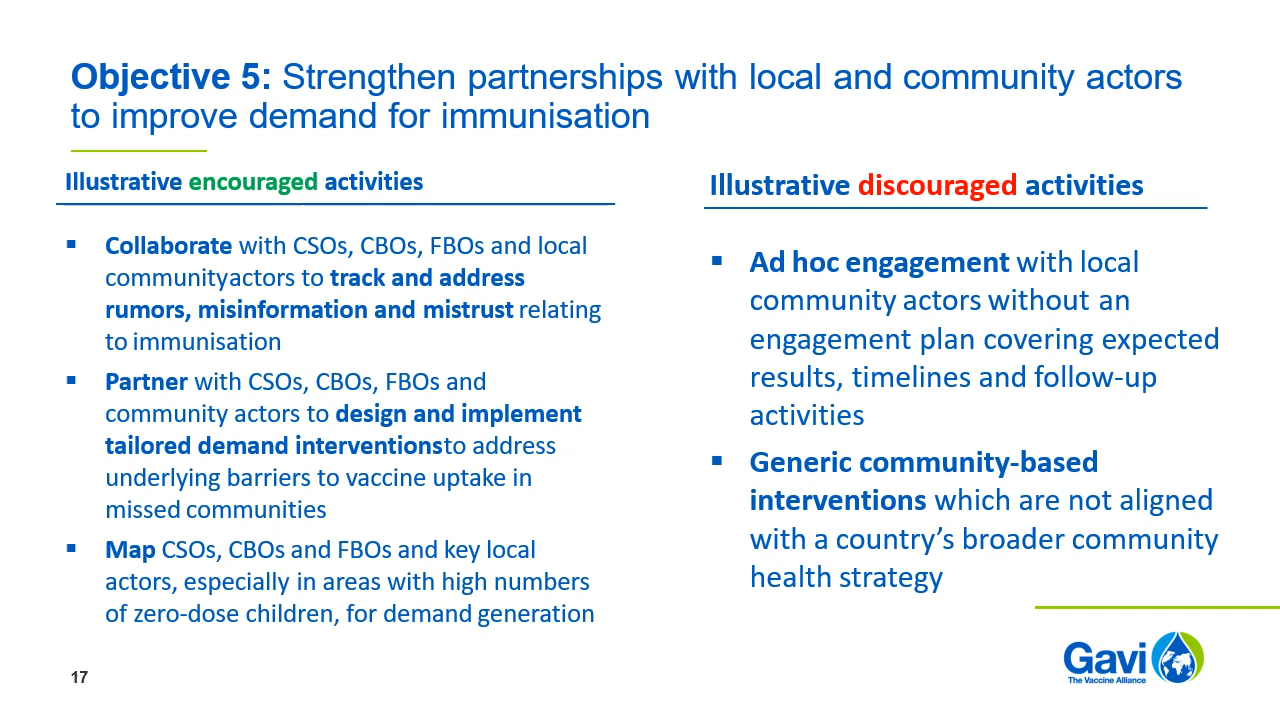 Objective 5: Strengthen partnerships with local and community actors
to improve demand for immunisation
Illustrative encouraged activities
▪ Collaborate with CSOs, CBOs, FBOs and local
communityactors to track and address
rumors, misinformation and mistrust relating
to immunisation
▪ Partner with CSOs, CBOs, FBOs and
community actors to design and implement
tailored demand interventionsto address
underlying barriers to vaccine uptake in
missed communities
▪ Map CSOs, CBOs and FBOs and key local
actors, especially in areas with high numbers
of zero-dose children, for demand generation
Illustrative discouraged activities
▪ Ad hoc engagement with local
community actors without an
engagement plan covering expected
results, timelines and follow-up
activities
▪ Generic community-based
interventions which are not aligned
with a country’s broader community
health strategy
17
Gavi
The Vaccine Alliance